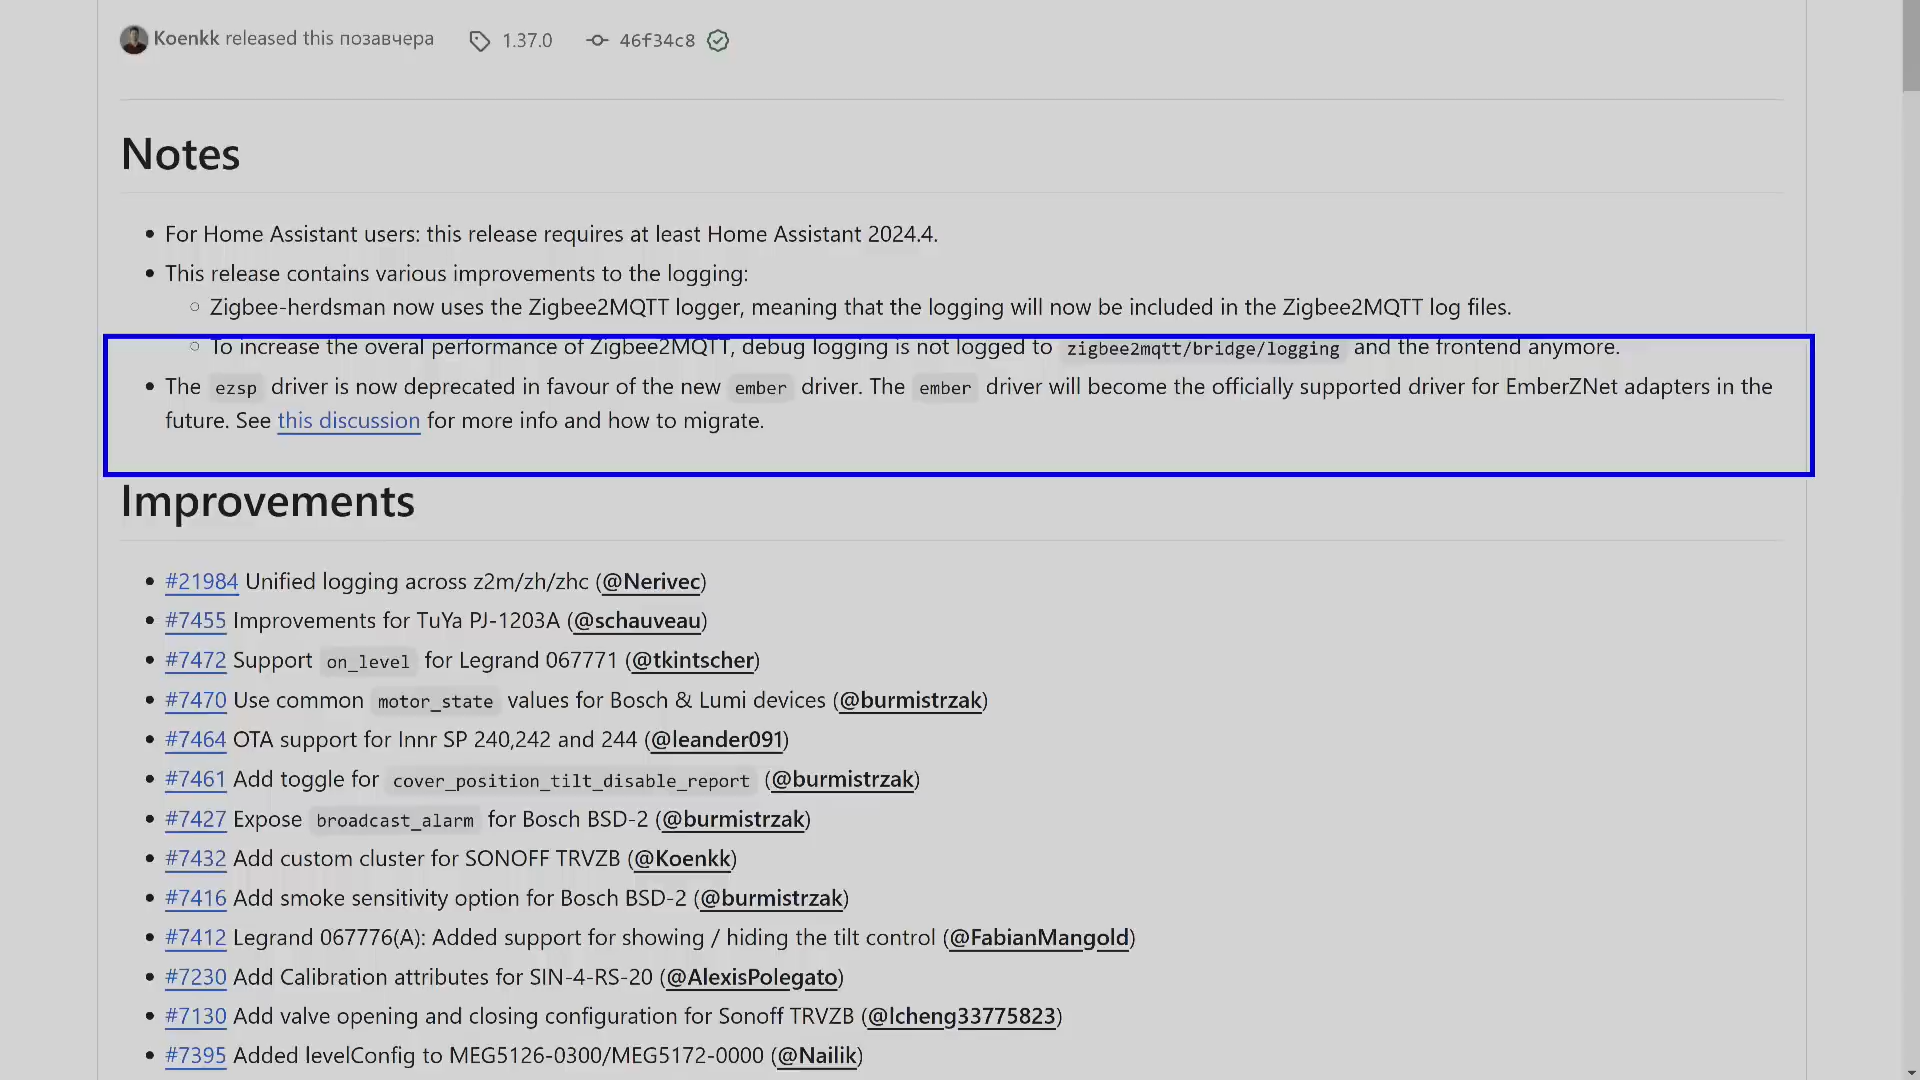 Koenkk released this позавчера 1.37.0 46f34c8
Notes
For Home Assistant users: this release requires at least Home Assistant 2024.4.
This release contains various improvements to the logging:
Zigbee-herdsman now uses the Zigbee2MQTT logger, meaning that the logging will now be included in the Zigbee2MQTT log files.
To increase the overal performance of Zigbee2MQTT, debug logging is not logged to zigbee2mqtt/bridge/logging and the frontend anymore.
The ezsp driver is now deprecated in favour of the new ember driver. The ember driver will become the officially supported driver for EmberZNet adapters in the
future. See this discussion for more info and how to migrate.
Improvements
#21984 Unified logging across z2m/zh/zhc (@Nerivec)
#7455 Improvements for TuYa PJ-1203A (@schauveau)
#7472 Support on_level for Legrand 067771 (@tkintscher)
#7470 Use common motor_state values for Bosch & Lumi devices (@burmistrzak)
#7464 OTA support for Innr SP 240,242 and 244 (@leander091)
#7461 Add toggle for cover_position_tilt_disable_report (@burmistrzak)
#7427 Expose broadcast_alarm for Bosch BSD-2 (@burmistrzak)
#7432 Add custom cluster for SONOFF TRVZB (@Koenkk)
#7416 Add smoke sensitivity option for Bosch BSD-2 (@burmistrzak)
#7412 Legrand 067776(A): Added support for showing / hiding the tilt control (@FabianMangold)
#7230 Add Calibration attributes for SIN-4-RS-20 (@AlexisPolegato)
#7130 Add valve opening and closing configuration for Sonoff TRVZB (@lcheng33775823)
#7395 Added levelConfig to MEG5126-0300/MEG5172-0000 (@Nailik)